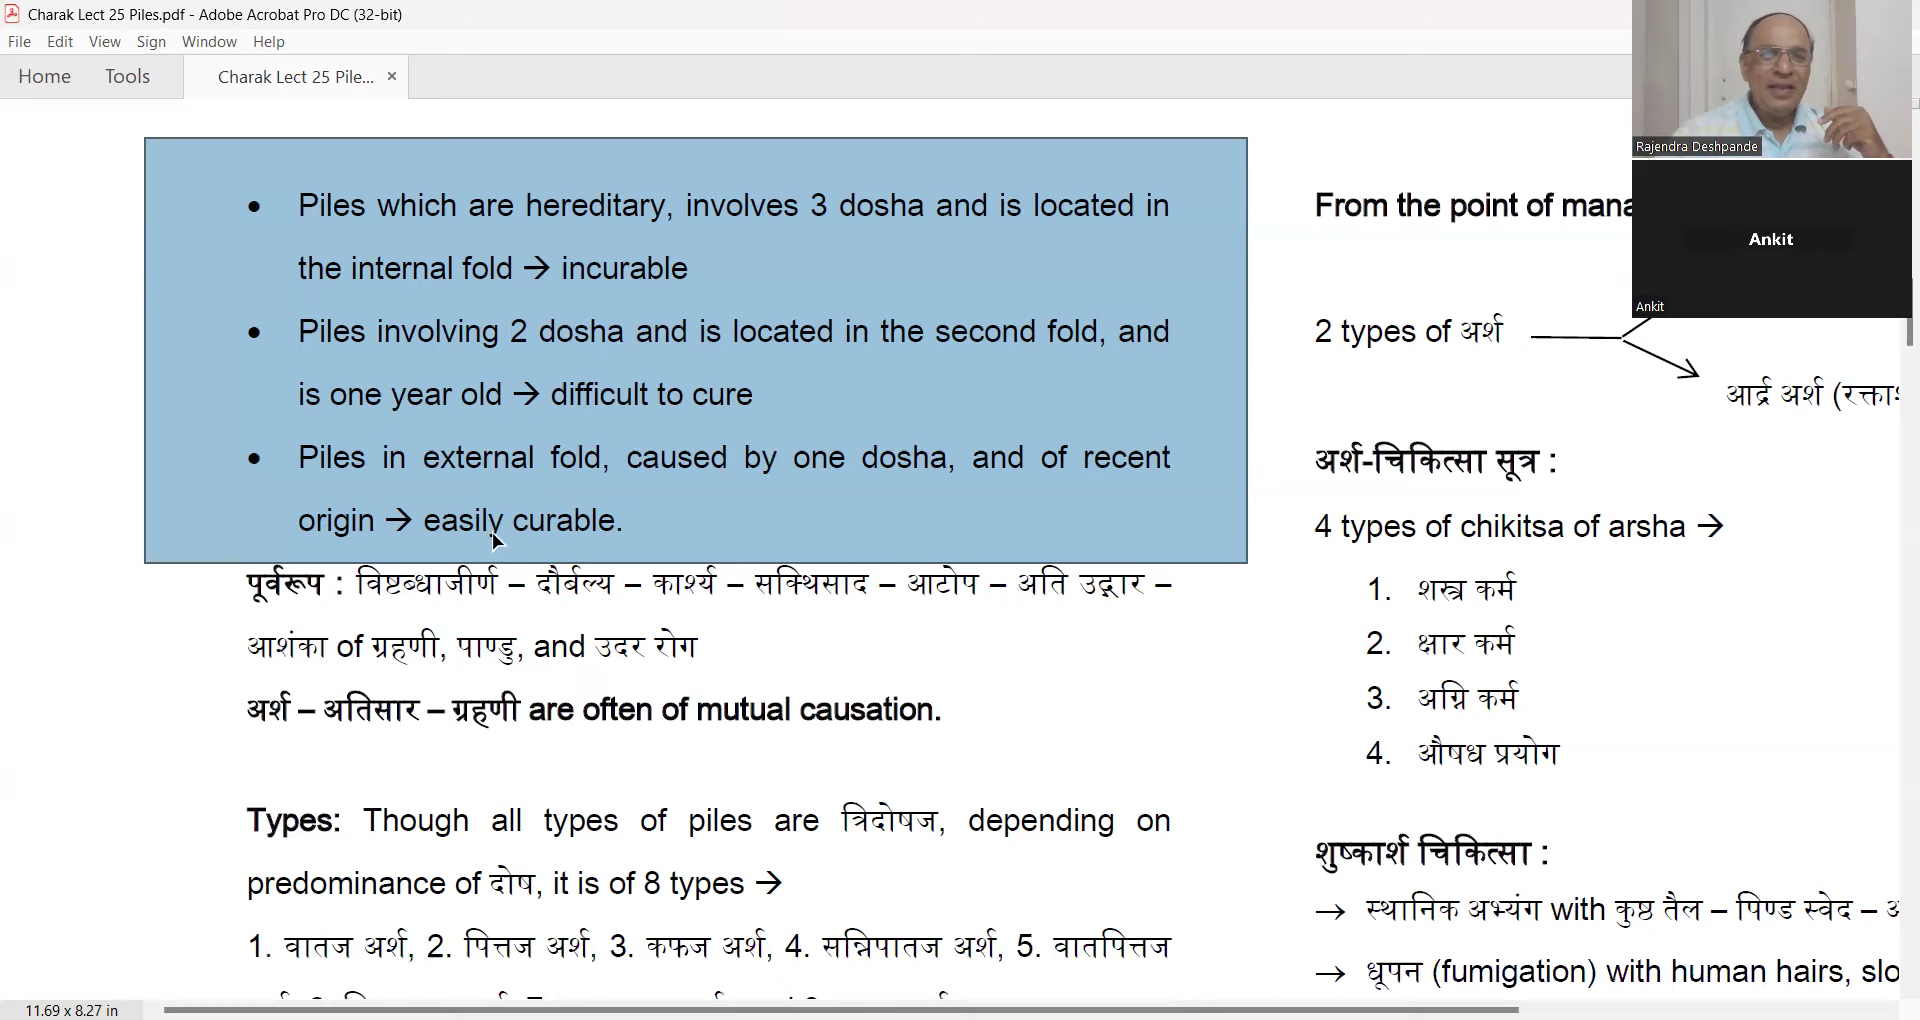 Charak Lect 25 Piles.pdf - Adobe Acrobat Pro DC (32-bit)
File Edit View Sign Window Help
Home Tools Charak Lect 25 Pile... ×
• Piles which are hereditary, involves 3 dosha and is located in
the internal fold → incurable
• Piles involving 2 dosha and is located in the second fold, and
is one year old → difficult to cure
• Piles in external fold, caused by one dosha, and of recent
origin → easily curable.
पूर्वरूप : विष्टब्धाजीर्ण – दौर्बल्य – कार्श्य – सक्थिसाद – आटोप – अति उद्गार –
आशंका of ग्रहणी, पाण्डु, and उदर रोग
अर्श – अतिसार – ग्रहणी are often of mutual causation.
Types: Though all types of piles are त्रिदोषज, depending on
predominance of दोष, it is of 8 types →
1. वातज अर्श, 2. पित्तज अर्श, 3. कफज अर्श, 4. सन्निपातज अर्श, 5. वातपित्तज
From the point of
2 types of अर्श
आर्द्र अर्श
अर्श-चिकित्सा सूत्र :
4 types of chikitsa of arsha →
1. शस्त्र कर्म
2. क्षार कर्म
3. अग्नि कर्म
4. औषध प्रयोग
शुष्कार्श चिकित्सा :
→ स्थानिक अभ्यंग with कुष्ठ तैल – पिण्ड स्वेद –
→ धूपन (fumigation) with human hairs,
Rajendra Deshpande
Ankit
Ankit
11.69 x 8.27 in